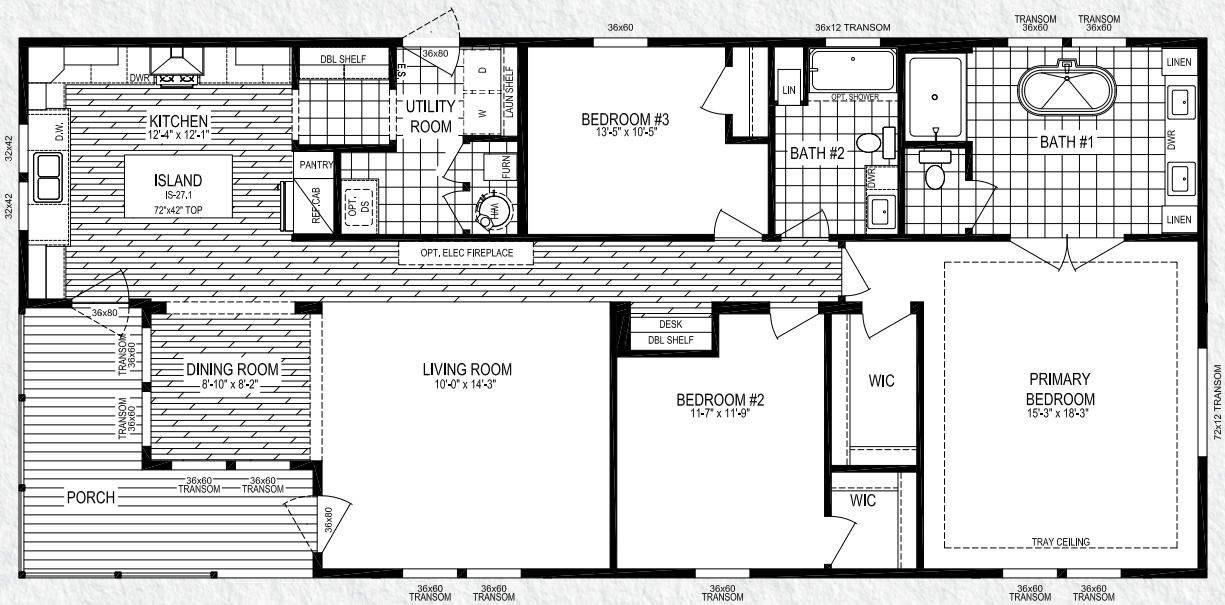 36x80
36x60
36x12 TRANSOM
TRANSOM
36x60
TRANSOM
36x60
DWR
DBL SHELF
E.S.
D
W
LAUN SHELF
UTILITY
ROOM
KITCHEN
12'-4" x 12'-1"
D.W.
32x42
32x42
ISLAND
IS-27.1
72"x42" TOP
PANTRY
REF/CAB
OPT.
DS
FURN
WH
BEDROOM #3
13'-5" x 10'-5"
LIN
OPT. SHOWER
BATH #2
DWR
BATH #1
LINEN
DWR
LINEN
OPT. ELEC FIREPLACE
36x80
TRANSOM
36x60
TRANSOM
36x60
DINING ROOM
8'-10" x 8'-2"
36x60
TRANSOM
36x60
TRANSOM
PORCH
36x80
LIVING ROOM
10'-0" x 14'-3"
DESK
DBL SHELF
BEDROOM #2
11'-7" x 11'-9"
WIC
WIC
PRIMARY
BEDROOM
15'-3" x 18'-3"
TRAY CEILING
72x12 TRANSOM
36x60
TRANSOM
36x60
TRANSOM
36x60
TRANSOM
36x60
TRANSOM
36x60
TRANSOM